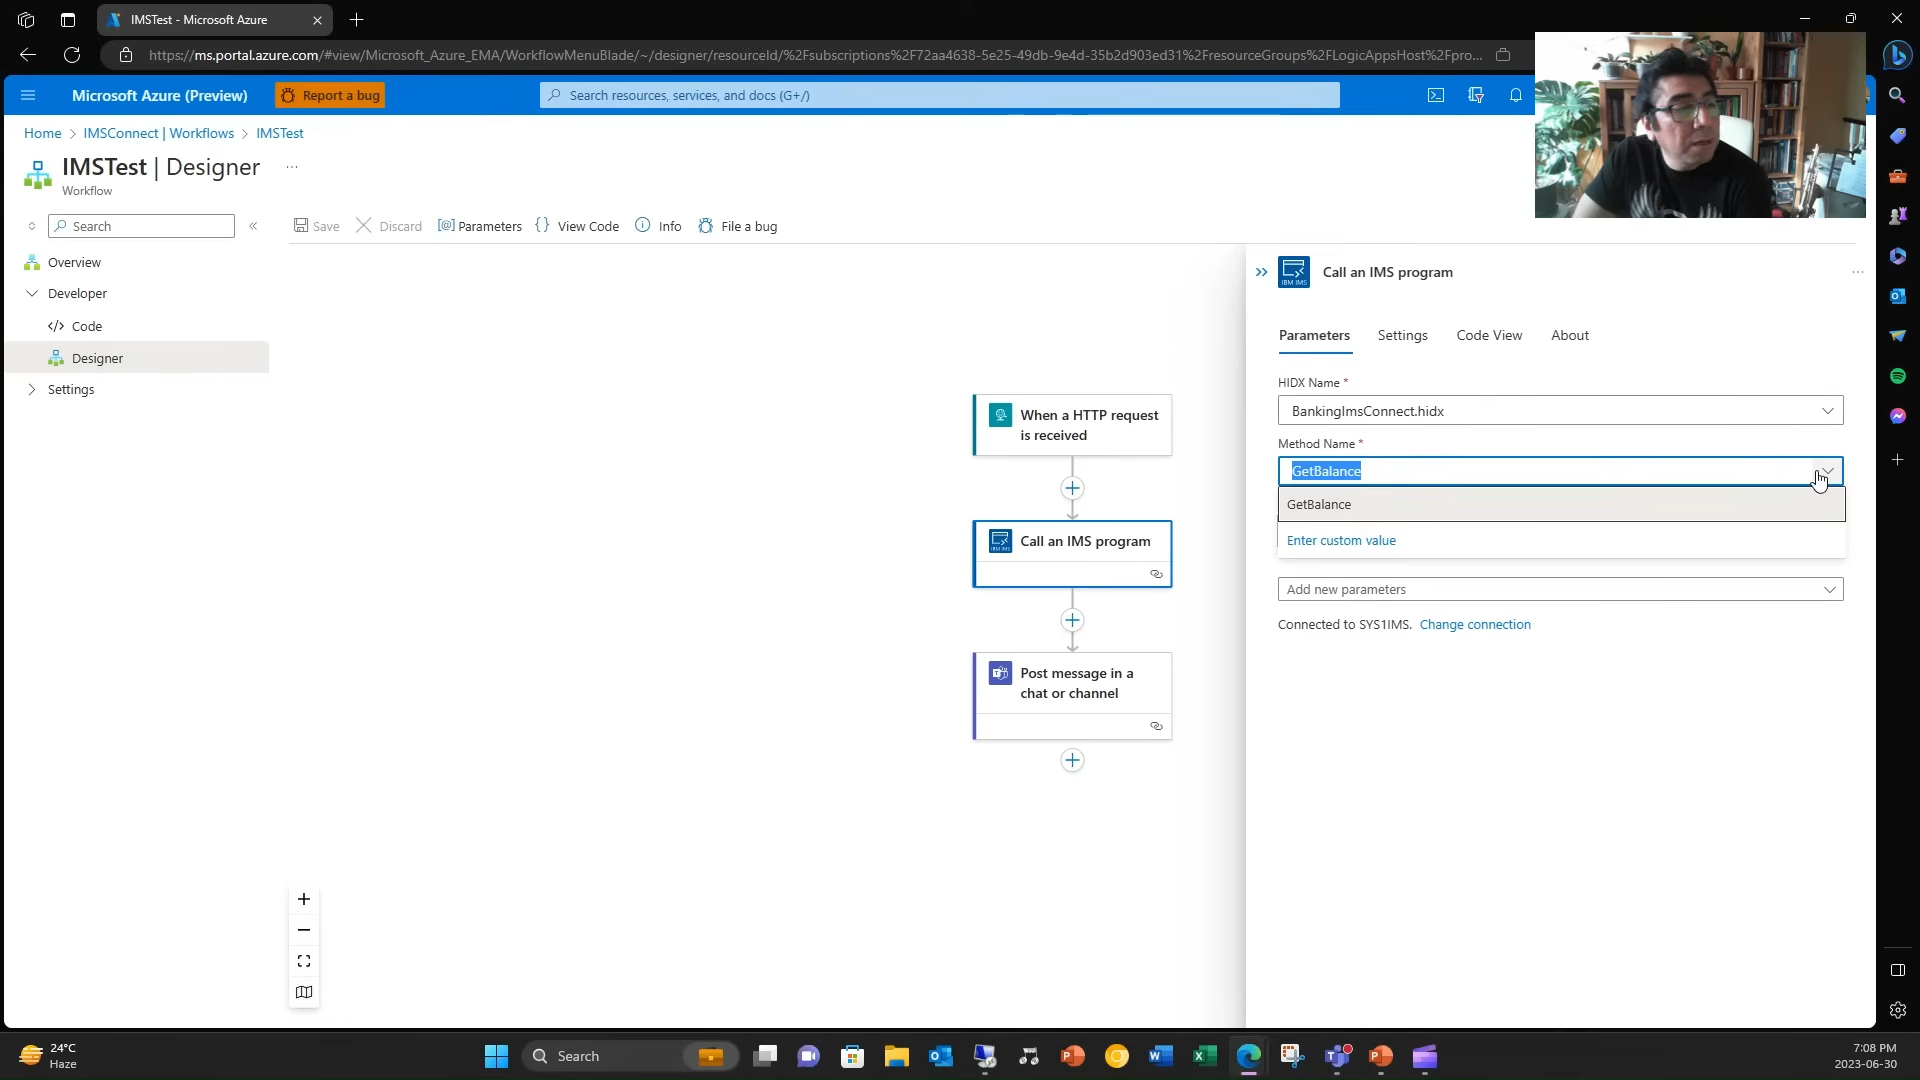 IMSTest - Microsoft Azure
https://ms.portal.azure.com/#view/Microsoft_Azure_EMA/WorkflowMenuBlade/~/designer/resourceId/%2Fsubscriptions%2F72aa4638-5e25-49db-9e4d-35b2d903ed31%2FresourceGroups%2FLogicAppsHost%2Fpro...
Microsoft Azure (Preview)
Report a bug
Search resources, services, and docs (G+/)
Home > IMSConnect | Workflows > IMSTest
IMSTest | Designer
...
Workflow
Search
«
Save
Discard
Parameters
View Code
Info
File a bug
Overview
Developer
Code
Designer
Settings
When a HTTP request
is received
Call an IMS program
Post message in a
chat or channel
IBM IMS
Call an IMS program
Parameters
Settings
Code View
About
HIDX Name *
BankingImsConnect.hidx
Method Name *
GetBalance
GetBalance
Enter custom value
Add new parameters
Connected to SYS1IMS. Change connection
24°C
Haze
Search
7:08 PM
2023-06-30